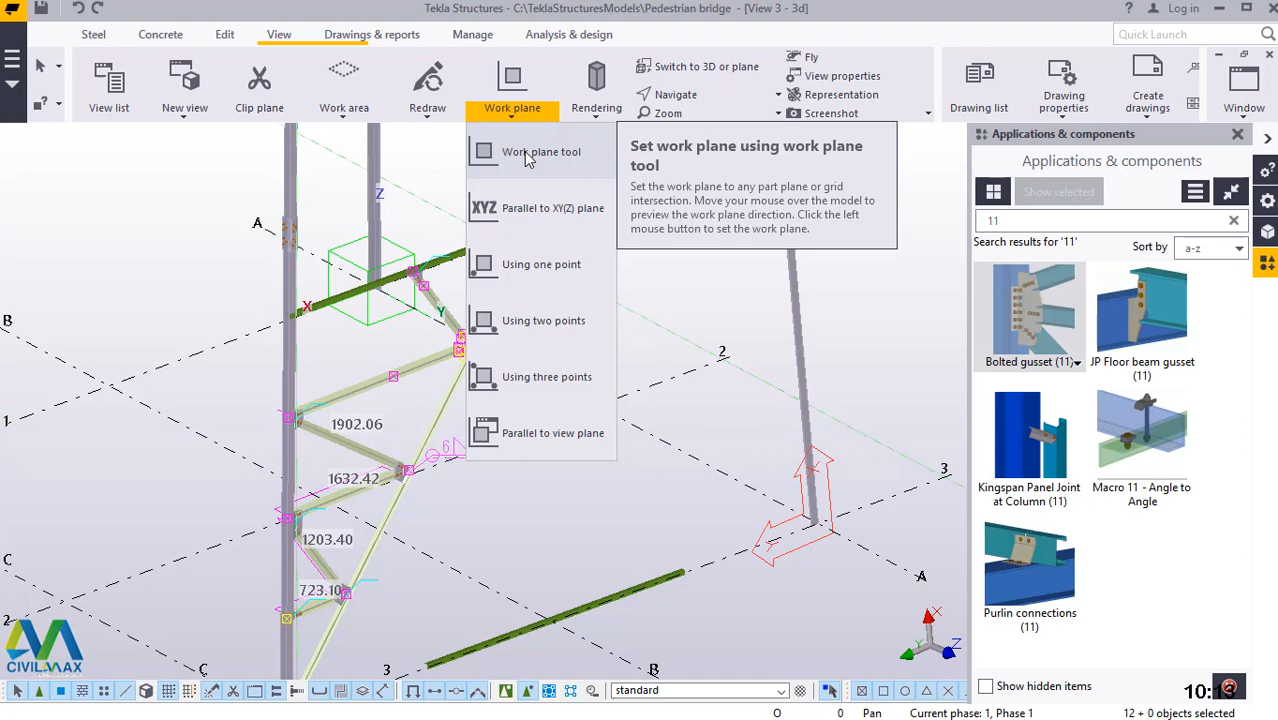 Tekla Structures - C:\TeklaStructuresModels\Pedestrian bridge - [View 3 - 3d]
Log in
Steel
Concrete
Edit
View
Drawings & reports
Manage
Analysis & design
Quick Launch
View list
New view
Clip plane
Work area
Redraw
Work plane
Rendering
Switch to 3D or plane
Navigate
Zoom
Fly
View properties
Representation
Screenshot
Drawing list
Drawing
properties
Create
drawings
Window
Work plane tool
XYZ
Parallel to XY(Z) plane
Using one point
Using two points
Using three points
Parallel to view plane
Set work plane using work plane
tool
Set the work plane to any part plane or grid
intersection. Move your mouse over the model to
preview the work plane direction. Click the left
mouse button to set the work plane.
Applications & components
Applications & components
Show selected
11
Search results for '11'
Sort by
a-z
Bolted gusset (11)
JP Floor beam gusset
(11)
Kingspan Panel Joint
at Column (11)
Macro 11 - Angle to
Angle
Purlin connections
(11)
Show hidden items
A
Z
X
Y
B
1
2
3
C
2
A
C
3
B
1902.06
1632.42
1203.40
723.10
6
X
Z
Y
CIVILMAX
standard
10:13
O
0
Pan
Current phase: 1, Phase 1
12 + 0 objects selected